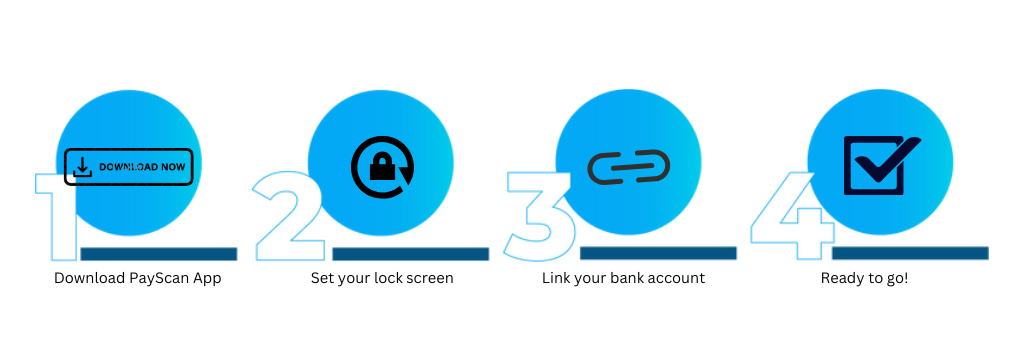 DOWNLOAD NOW
1
2
3
4
Download PayScan App
Set your lock screen
Link your bank account
Ready to go!